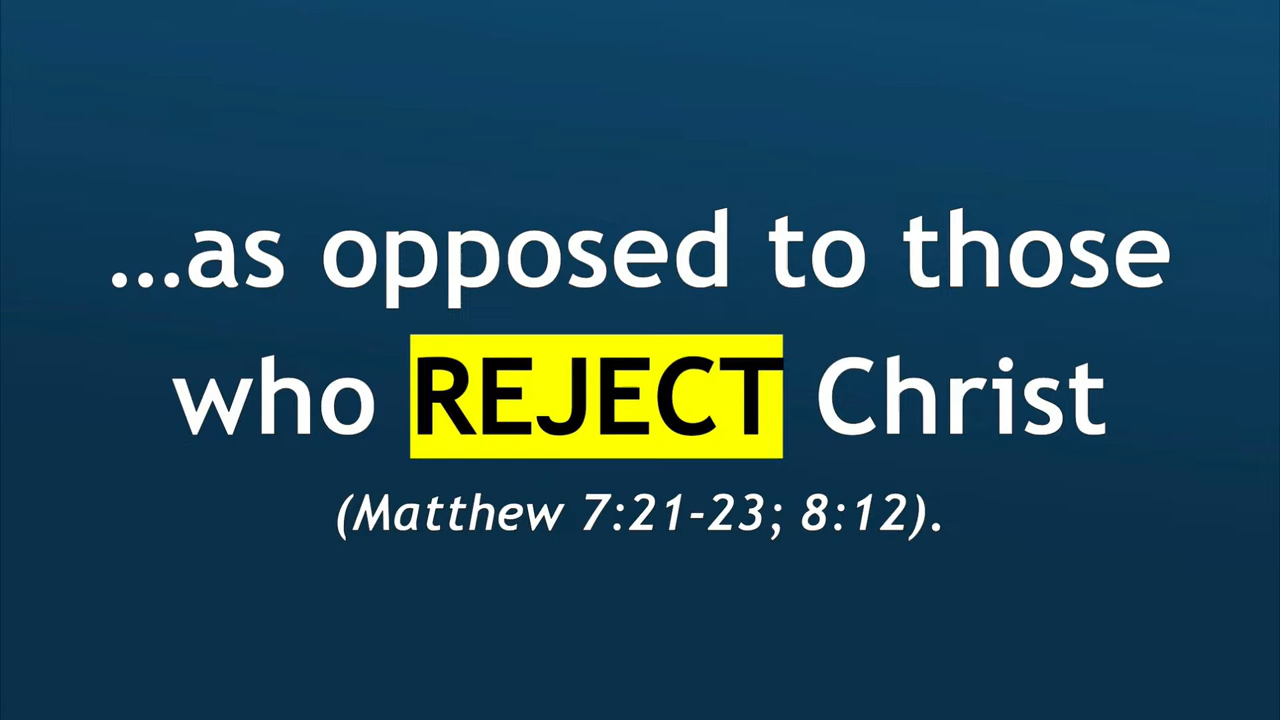 ...as opposed to those
who REJECT Christ
(Matthew 7:21-23; 8:12).